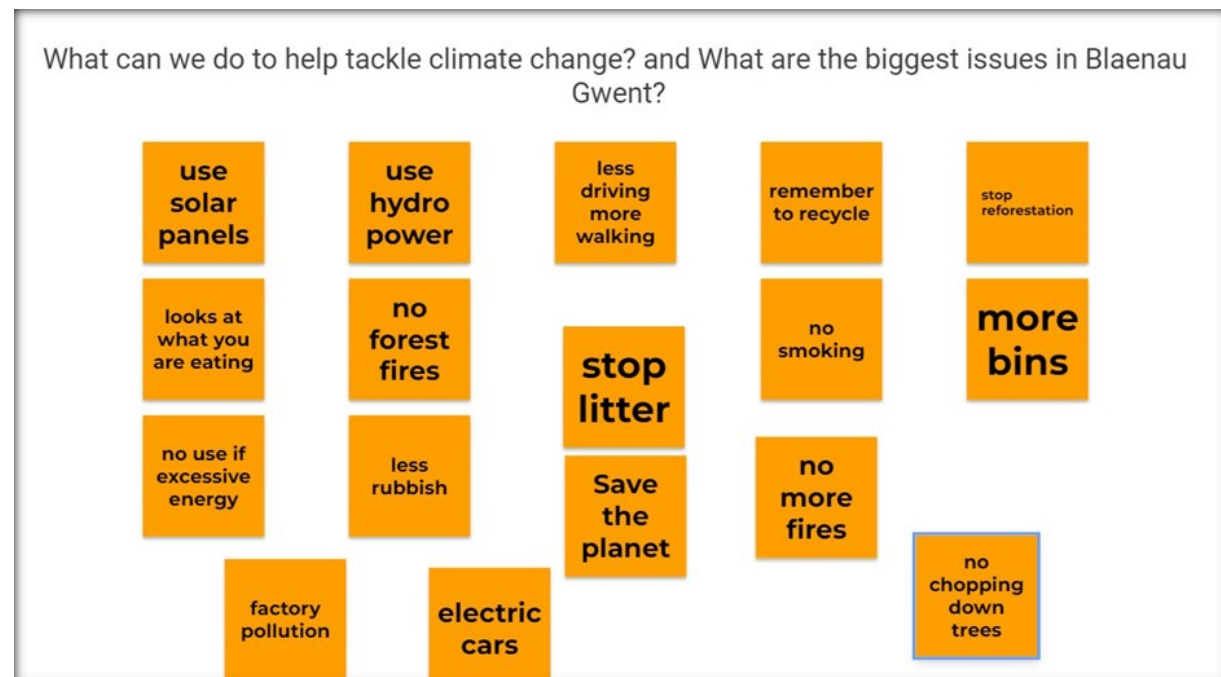 What can we do to help tackle climate change? and What are the biggest issues in Blaenau
Gwent?
use
solar
panels
use
hydro
power
less
driving
more
walking
remember
to recycle
stop
reforestation
looks at
what you
are eating
no
forest
fires
stop
litter
no
smoking
more
bins
no use if
excessive
energy
less
rubbish
Save
the
planet
no
more
fires
factory
pollution
electric
cars
no
chopping
down
trees